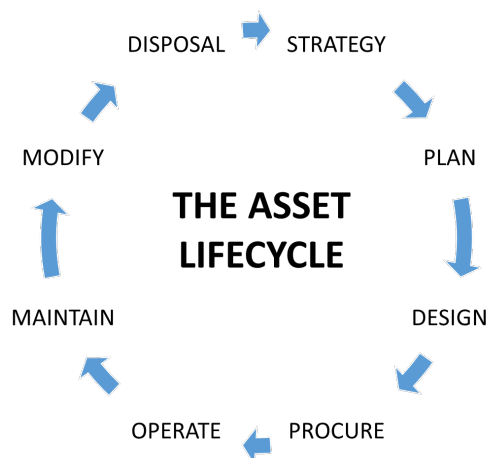 DISPOSAL
STRATEGY
MODIFY
PLAN
THE ASSET
LIFECYCLE
MAINTAIN
DESIGN
OPERATE
PROCURE